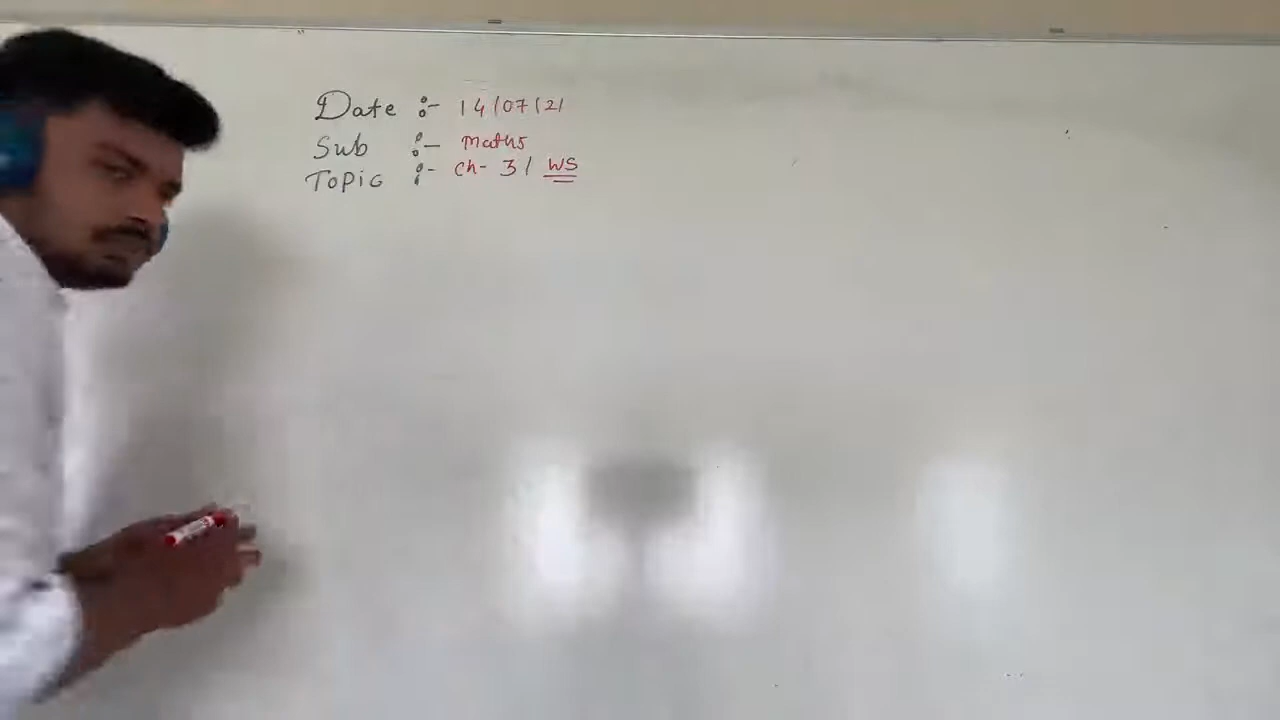 Date :- 14/07/21
Sub :- Maths
Topic :- Ch- 3/ WS